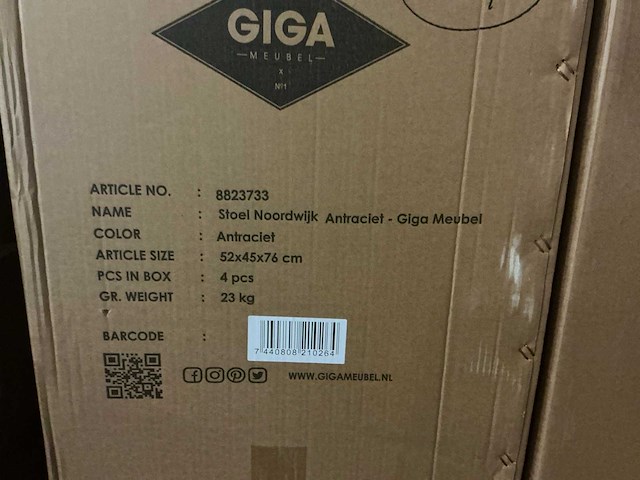 GIGA
MEUBEL
X
Nº1
ARTICLE NO. : 8823733
NAME : Stoel Noordwijk Antraciet - Giga Meubel
COLOR : Antraciet
ARTICLE SIZE : 52x45x76 cm
PCS IN BOX : 4 pcs
GR. WEIGHT : 23 kg
BARCODE :
7 440808 210264
WWW.GIGAMEUBEL.NL